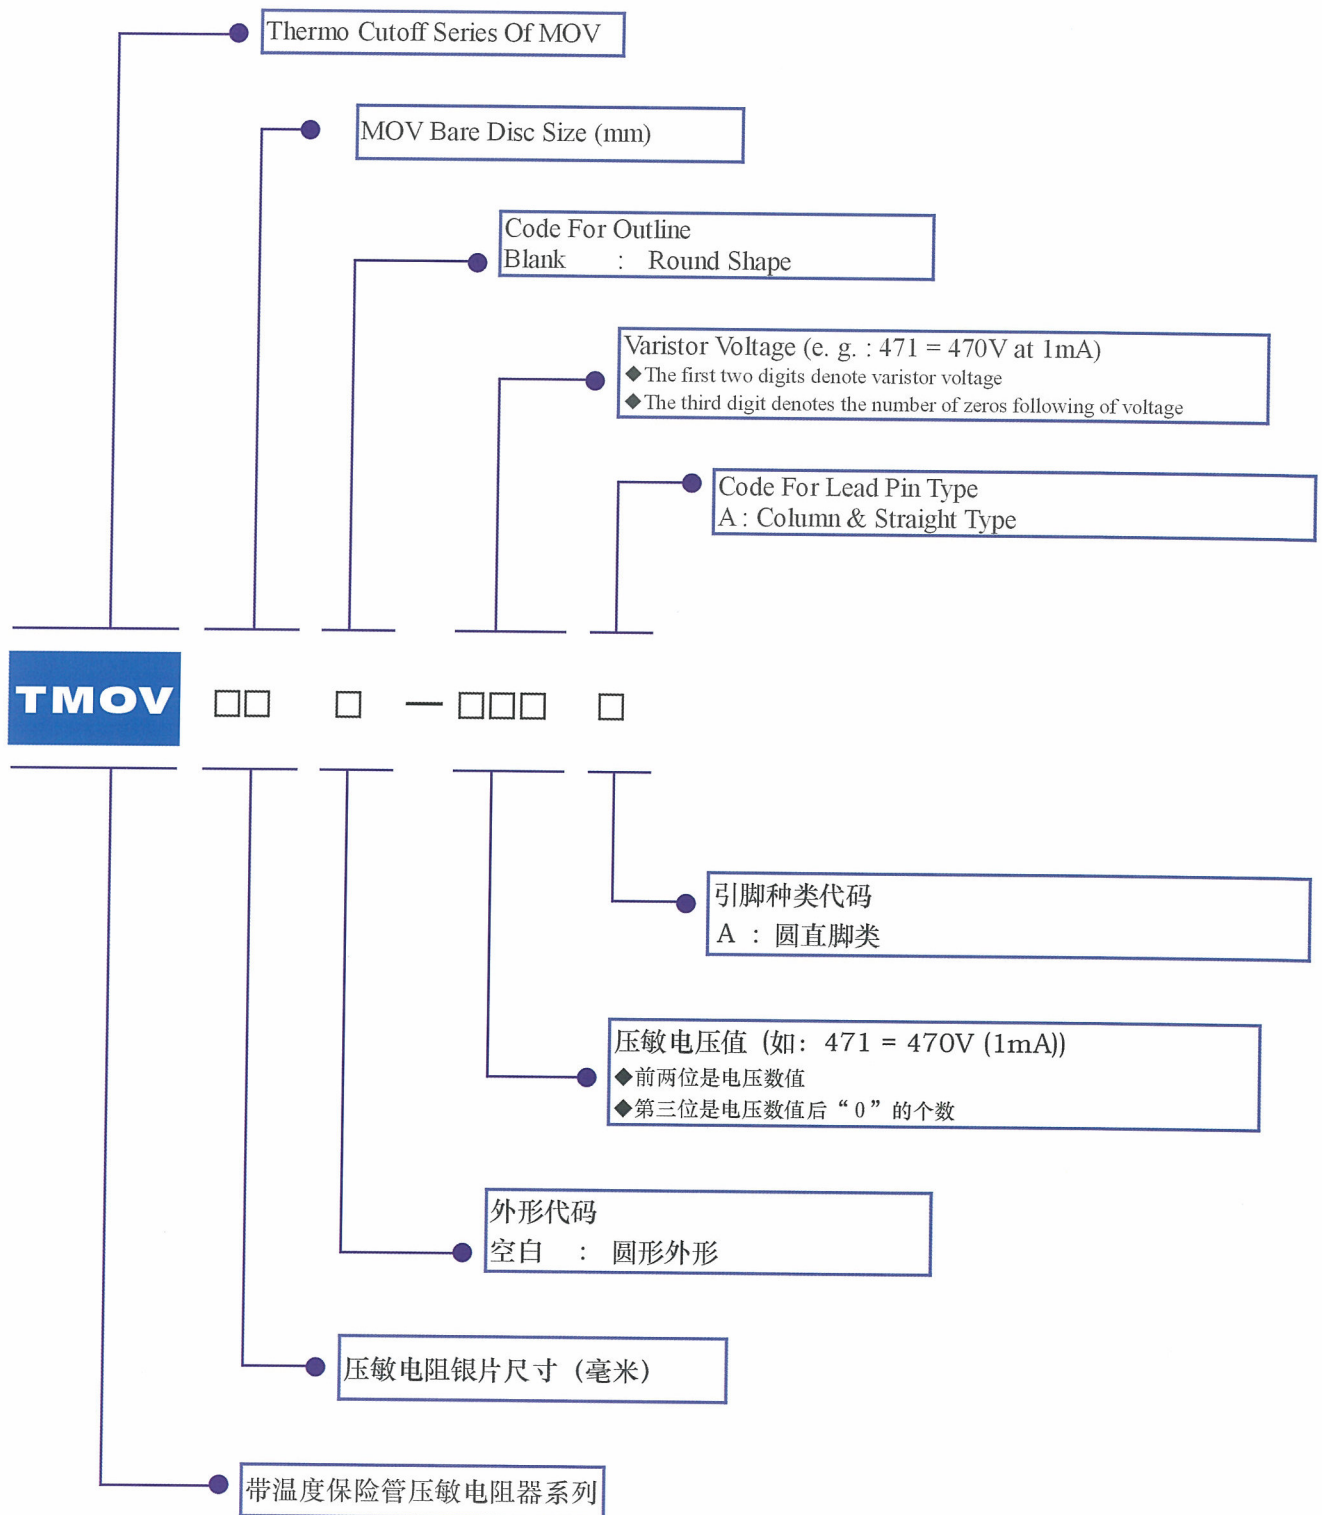 Thermo Cutoff Series Of MOV
MOV Bare Disc Size (mm)
Code For Outline
Blank : Round Shape
Varistor Voltage (e. g. : 471 = 470V at 1mA)
◆The first two digits denote varistor voltage
◆The third digit denotes the number of zeros following of voltage
Code For Lead Pin Type
A : Column & Straight Type
TMOV □□ □ — □□□ □
引脚种类代码
A : 圆直脚类
压敏电压值 (如: 471 = 470V (1mA))
◆前两位是电压数值
◆第三位是电压数值后“0”的个数
外形代码
空白 : 圆形外形
压敏电阻银片尺寸 (毫米)
带温度保险管压敏电阻器系列